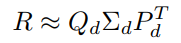 R ≈ Q_d Σ_d P_d^T